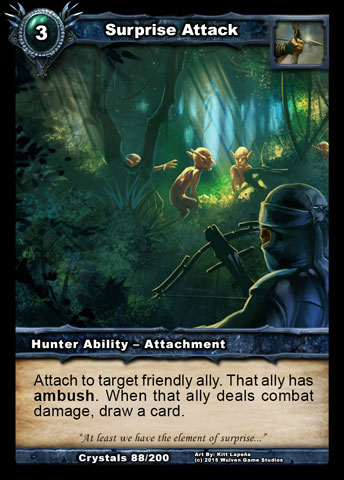 3
Surprise Attack
Hunter Ability – Attachment
Attach to target friendly ally. That ally has
ambush. When that ally deals combat
damage, draw a card.
"At least we have the element of surprise..."
Crystals 88/200
Art By: Kitt Lapeña
(c) 2015 Wulven Game Studios